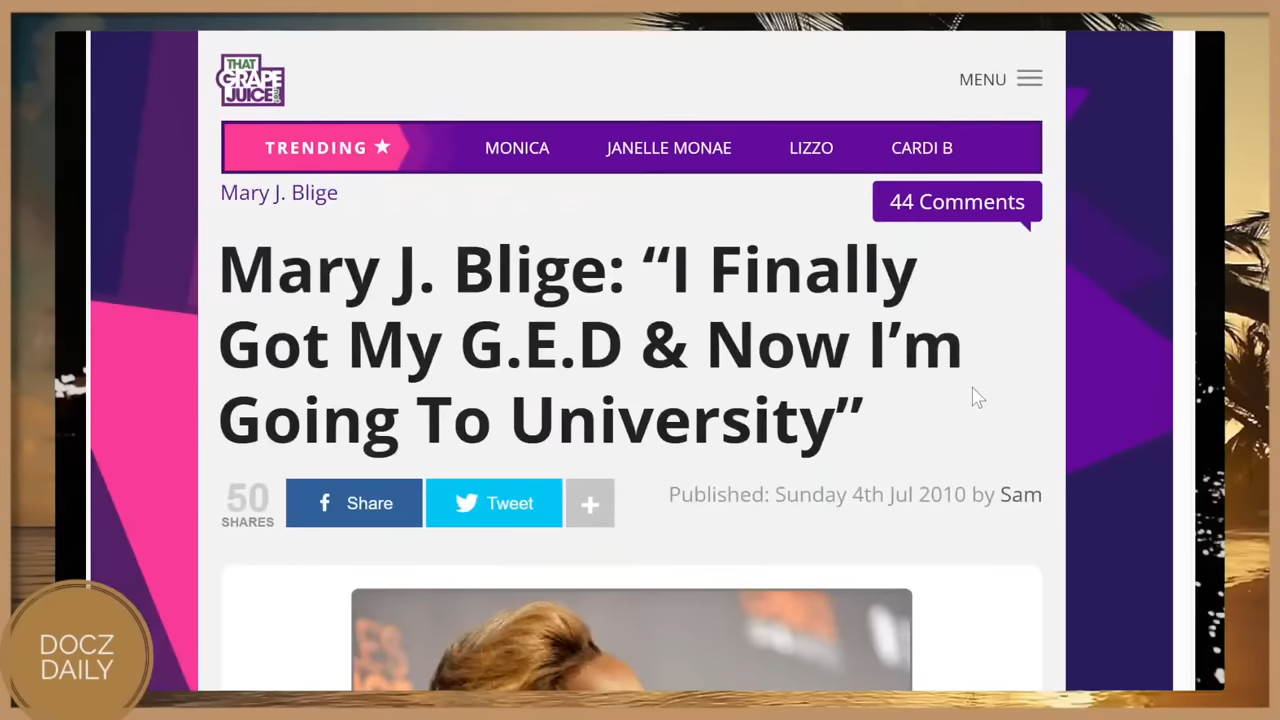 THAT
GRAPE
JUICE
MENU
TRENDING ★ MONICA JANELLE MONAE LIZZO CARDI B
Mary J. Blige
44 Comments
Mary J. Blige: “I Finally
Got My G.E.D & Now I’m
Going To University”
50
SHARES
Share
Tweet
+
Published: Sunday 4th Jul 2010 by Sam
DOCZ
DAILY